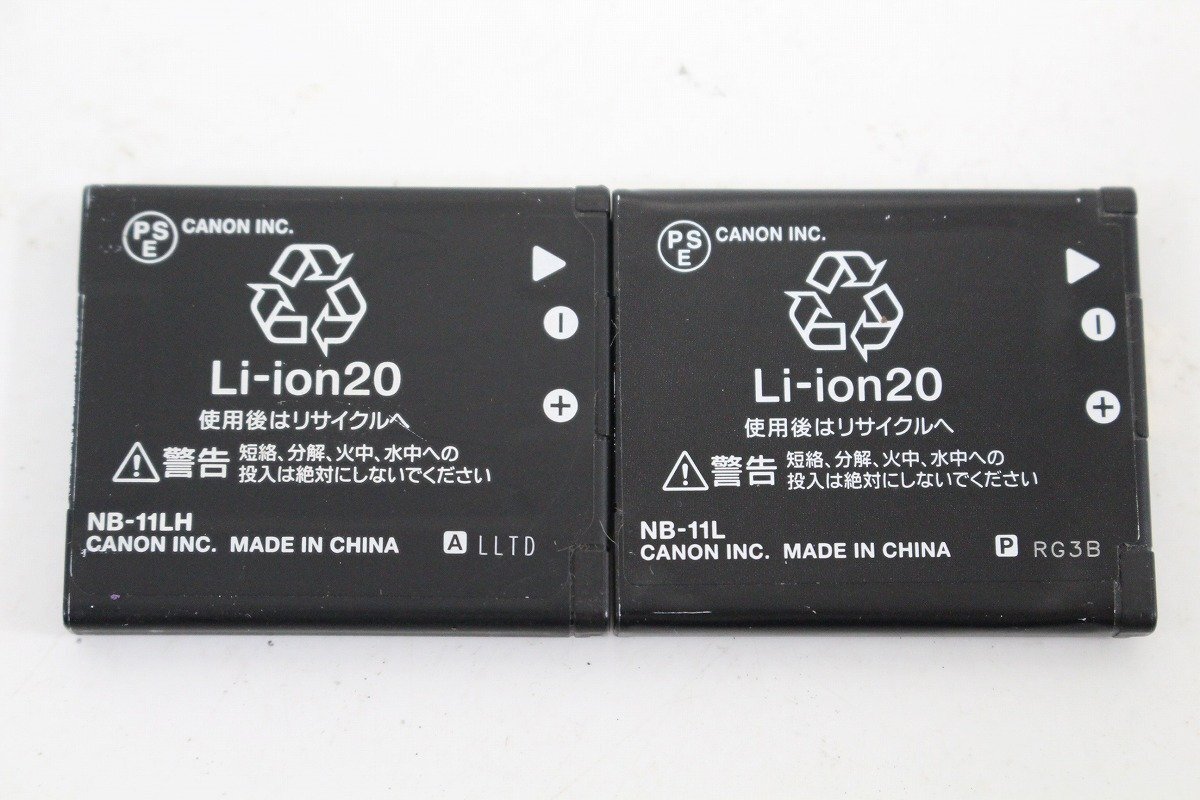 PSE CANON INC.
Li-ion20
使用後はリサイクルへ
警告 短絡、分解、火中、水中への
投入は絶対にしないでください
NB-11LH
CANON INC. MADE IN CHINA A LLTD
PSE CANON INC.
Li-ion20
使用後はリサイクルへ
警告 短絡、分解、火中、水中への
投入は絶対にしないでください
NB-11L
CANON INC. MADE IN CHINA P RG3B